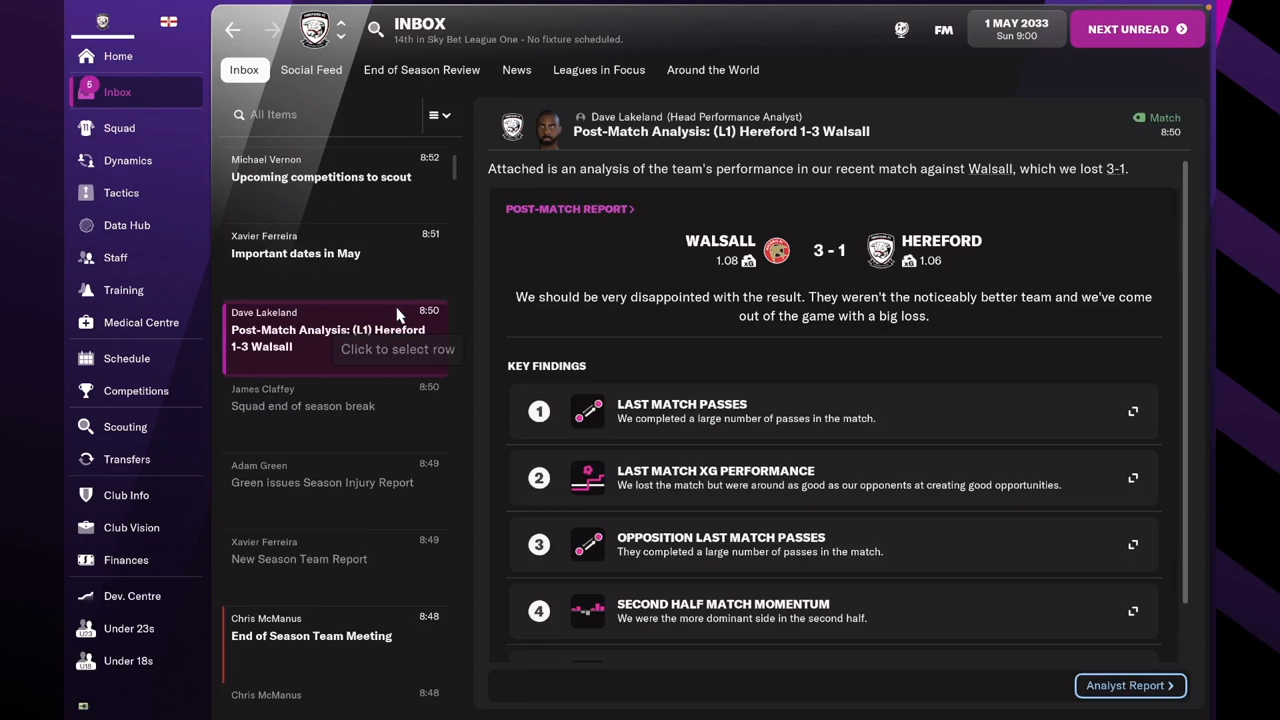 INBOX
14th in Sky Bet League One - No fixture scheduled.
FM
1 MAY 2033
Sun 9:00
NEXT UNREAD
Home
6
Inbox
Squad
Dynamics
Tactics
Data Hub
Staff
Training
Medical Centre
Schedule
Competitions
Scouting
Transfers
Club Info
Club Vision
Finances
Dev. Centre
U23
Under 23s
U18
Under 18s
Inbox
Social Feed
End of Season Review
News
Leagues in Focus
Around the World
All Items
Michael Vernon
8:52
Upcoming competitions to scout
Xavier Ferreira
8:51
Important dates in May
Dave Lakeland
8:50
Post-Match Analysis: (L1) Hereford
1-3 Walsall
Click to select row
James Claffey
8:50
Squad end of season break
Adam Green
8:49
Green issues Season Injury Report
Xavier Ferreira
8:49
New Season Team Report
Chris McManus
8:48
End of Season Team Meeting
Chris McManus
8:48
Dave Lakeland (Head Performance Analyst)
Post-Match Analysis: (L1) Hereford 1-3 Walsall
Match
8:50
Attached is an analysis of the team's performance in our recent match against Walsall, which we lost 3-1.
POST-MATCH REPORT
WALSALL
1.08 xG
3 - 1
HEREFORD
xG 1.06
We should be very disappointed with the result. They weren't the noticeably better team and we've come
out of the game with a big loss.
KEY FINDINGS
1
LAST MATCH PASSES
We completed a large number of passes in the match.
2
LAST MATCH XG PERFORMANCE
We lost the match but were around as good as our opponents at creating good opportunities.
3
OPPOSITION LAST MATCH PASSES
They completed a large number of passes in the match.
4
SECOND HALF MATCH MOMENTUM
We were the more dominant side in the second half.
Analyst Report